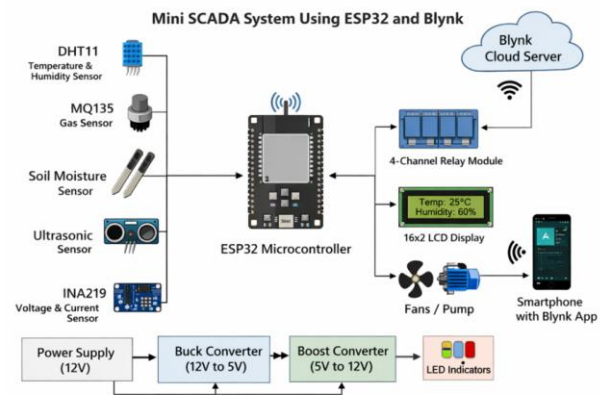 Mini SCADA System Using ESP32 and Blynk
DHT11
Temperature &
Humidity Sensor
MQ135
Gas Sensor
Soil Moisture
Sensor
Ultrasonic
Sensor
INA219
Voltage & Current
Sensor
ESP32 Microcontroller
Blynk
Cloud Server
4-Channel Relay Module
Temp: 25°C
Humidity: 60%
16x2 LCD Display
Fans / Pump
Smartphone
with Blynk App
Power Supply
(12V)
Buck Converter
(12V to 5V)
Boost Converter
(5V to 12V)
LED Indicators